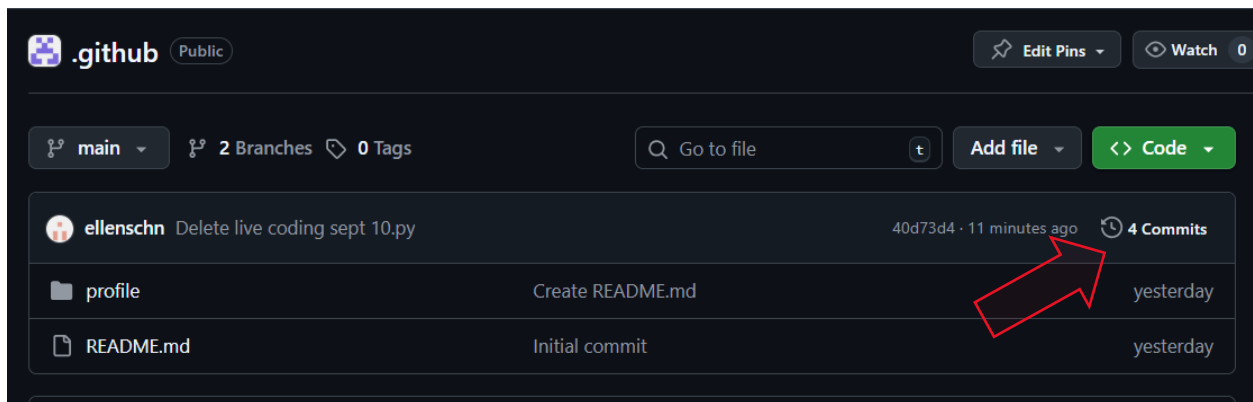 .github Public Edit Pins Watch 0
main 2 Branches 0 Tags Go to file t Add file <> Code
ellenschn Delete live coding sept 10.py 40d73d4 · 11 minutes ago 4 Commits
profile Create README.md yesterday
README.md Initial commit yesterday